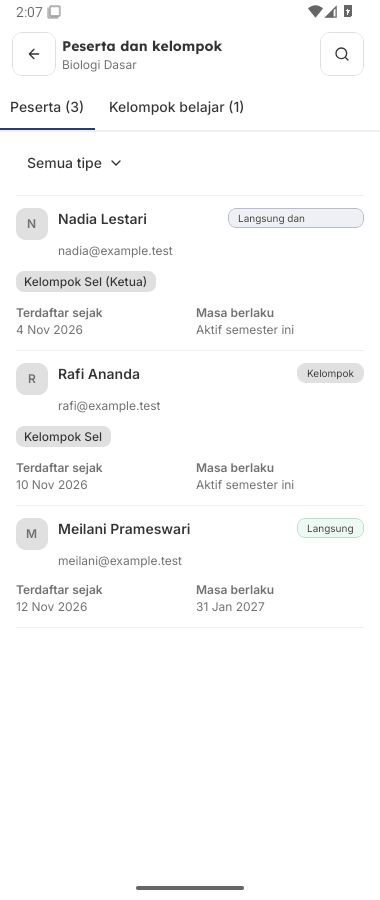 2:07
Peserta dan kelompok
Biologi Dasar
Peserta (3)
Kelompok belajar (1)
Semua tipe
N
Nadia Lestari
Langsung dan
nadia@example.test
Kelompok Sel (Ketua)
Terdaftar sejak
Masa berlaku
4 Nov 2026
Aktif semester ini
R
Rafi Ananda
Kelompok
rafi@example.test
Kelompok Sel
Terdaftar sejak
Masa berlaku
10 Nov 2026
Aktif semester ini
M
Meilani Prameswari
Langsung
meilani@example.test
Terdaftar sejak
Masa berlaku
12 Nov 2026
31 Jan 2027